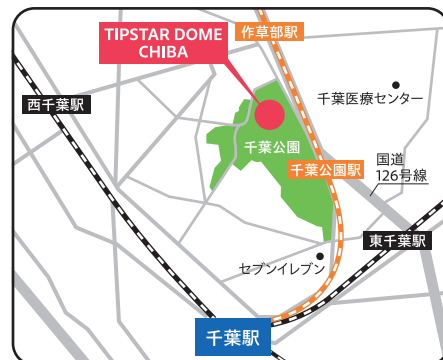 TIPSTAR DOME
CHIBA
作草部駅
西千葉駅
千葉医療センター
千葉公園
千葉公園駅
国道
126号線
東千葉駅
セブンイレブン
千葉駅